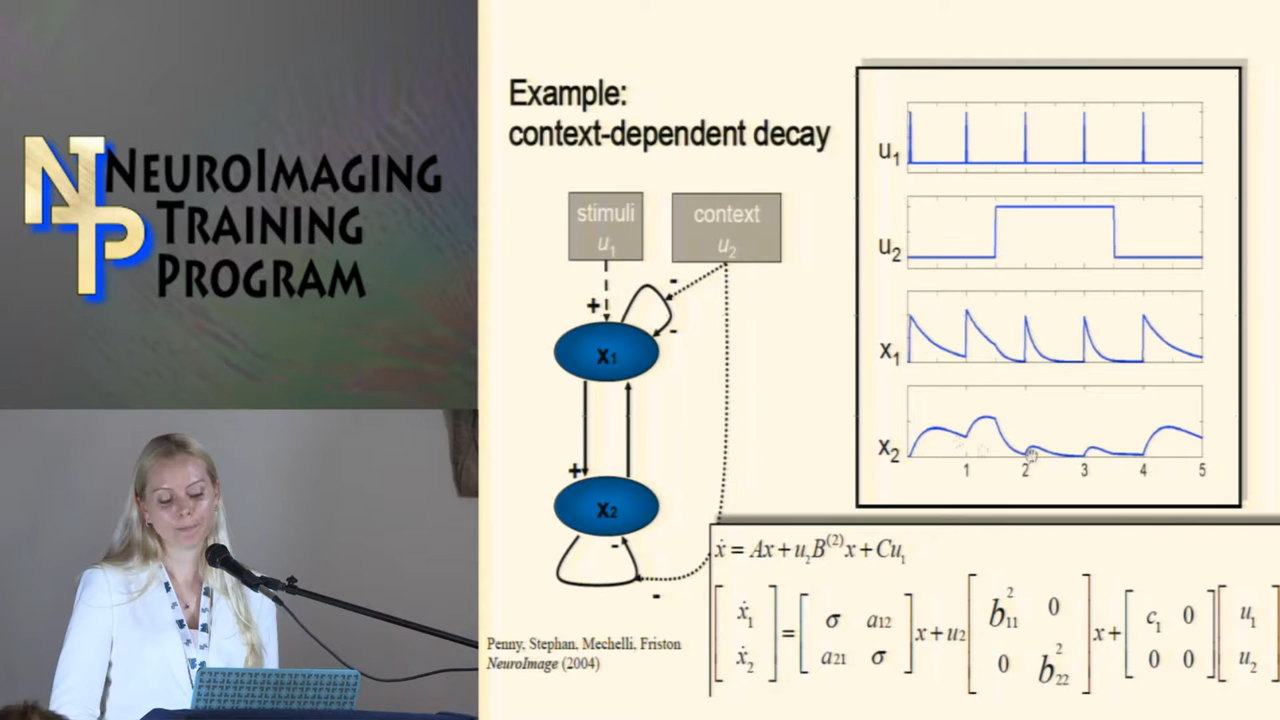 NEUROIMAGING
TRAINING
PROGRAM
NTP
Example:
context-dependent decay
stimuli
u1
context
u2
-
+
-
x1
+
x2
-
-
u1
u2
x1
x2
1 2 3 4 5
Penny, Stephan, Mechelli, Friston
NeuroImage (2004)
ẋ = Ax + u2B(2)x + Cu1
[ẋ1 ẋ2] = [σ a12 a21 σ] x + u2 [b11² 0 0 b22²] x + [c1 0 0 0] [u1 u2]